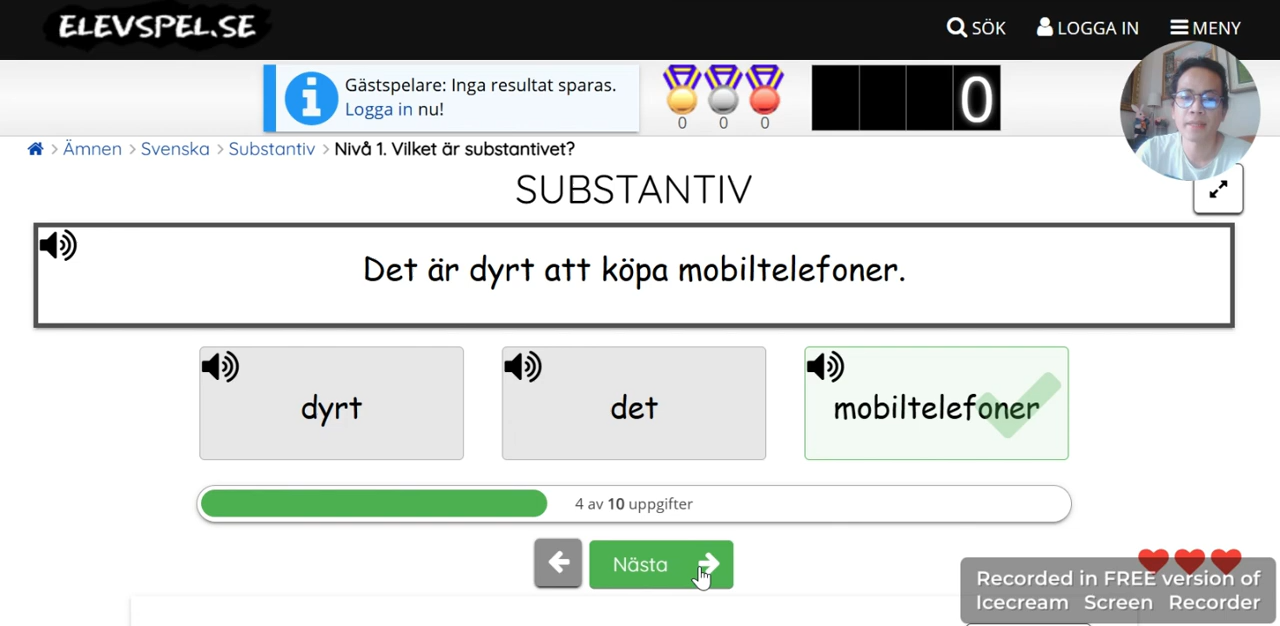 ELEVSPEL.SE
SÖK
LOGGA IN
MENY
Gästspelare: Inga resultat sparas.
Logga in nu!
0
0
0
0
Ämnen > Svenska > Substantiv > Nivå 1. Vilket är substantivet?
SUBSTANTIV
Det är dyrt att köpa mobiltelefoner.
dyrt
det
mobiltelefoner
4 av 10 uppgifter
Nästa
Recorded in FREE version of
Icecream Screen Recorder